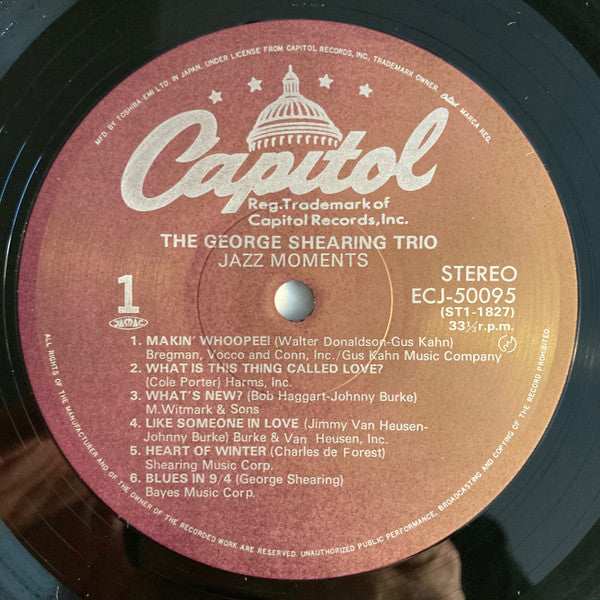 MFD. BY TOSHIBA-EMI LTD. IN JAPAN. UNDER LICENSE FROM CAPITOL RECORDS, INC., TRADEMARK OWNER. Capitol MARCA REG.
Capitol
Reg. Trademark of
Capitol Records, Inc.
THE GEORGE SHEARING TRIO
JAZZ MOMENTS
STEREO
1
ECJ-50095
(ST1-1827)
JASRAC
33⅓ r.p.m.
1. MAKIN' WHOOPEE! (Walter Donaldson-Gus Kahn)
Bregman, Vocco and Conn, Inc./Gus Kahn Music Company
2. WHAT IS THIS THING CALLED LOVE?
(Cole Porter) Harms, Inc.
3. WHAT'S NEW? (Bob Haggart-Johnny Burke)
M.Witmark & Sons
4. LIKE SOMEONE IN LOVE (Jimmy Van Heusen-
Johnny Burke) Burke & Van Heusen, Inc.
5. HEART OF WINTER (Charles de Forest)
Shearing Music Corp.
6. BLUES IN 9/4 (George Shearing)
Bayes Music Corp.
ALL RIGHTS OF THE MANUFACTURER AND OF THE OWNER OF THE RECORDED WORK ARE RESERVED. UNAUTHORIZED PUBLIC PERFORMANCE, BROADCASTING AND COPYING OF THE RECORD PROHIBITED.